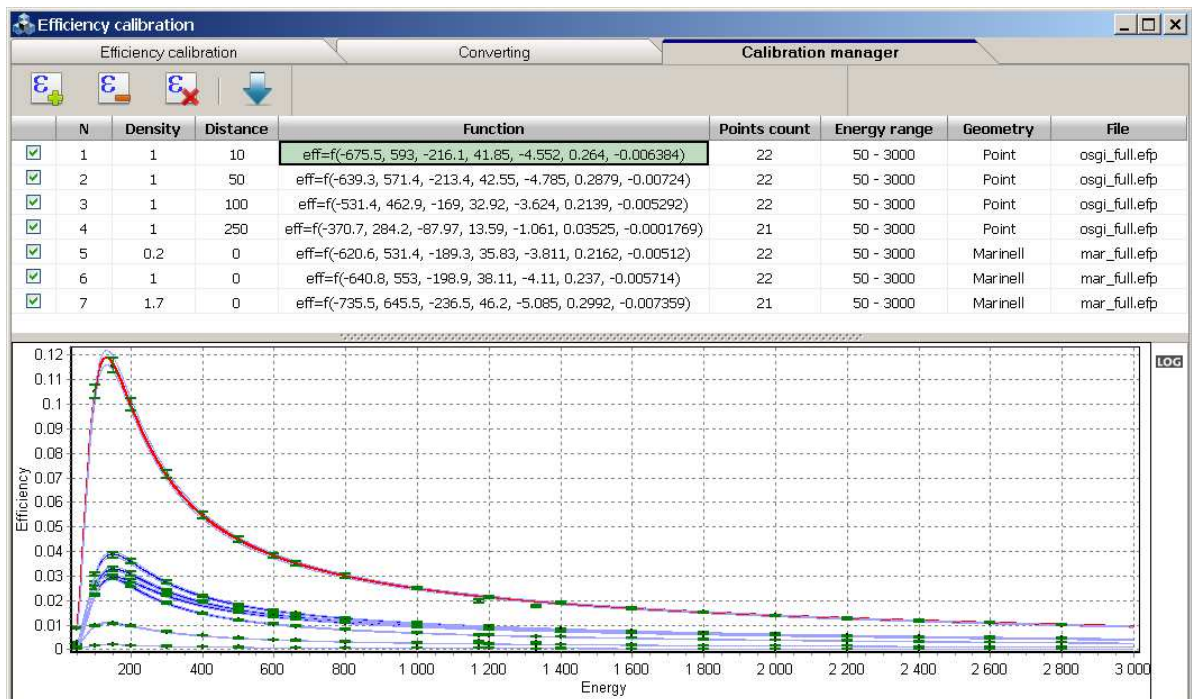 Efficiency calibration
Efficiency calibration Converting Calibration manager
ε ε ε
N Density Distance Function Points count Energy range Geometry File
1 1 10 eff=f(-675.5, 593, -216.1, 41.85, -4.552, 0.264, -0.006384) 22 50 - 3000 Point osgi_full.efp
2 1 50 eff=f(-639.3, 571.4, -213.4, 42.55, -4.785, 0.2879, -0.00724) 22 50 - 3000 Point osgi_full.efp
3 1 100 eff=f(-531.4, 462.9, -169, 32.92, -3.624, 0.2139, -0.005292) 22 50 - 3000 Point osgi_full.efp
4 1 250 eff=f(-370.7, 284.2, -87.97, 13.59, -1.061, 0.03525, -0.0001769) 21 50 - 3000 Point osgi_full.efp
5 0.2 0 eff=f(-620.6, 531.4, -189.3, 35.83, -3.811, 0.2162, -0.00512) 22 50 - 3000 Marinell mar_full.efp
6 1 0 eff=f(-640.8, 553, -198.9, 38.11, -4.11, 0.237, -0.005714) 22 50 - 3000 Marinell mar_full.efp
7 1.7 0 eff=f(-735.5, 645.5, -236.5, 46.2, -5.085, 0.2992, -0.007359) 21 50 - 3000 Marinell mar_full.efp
LOG
Efficiency
0.12
0.11
0.1
0.09
0.08
0.07
0.06
0.05
0.04
0.03
0.02
0.01
0
200 400 600 800 1 000 1 200 1 400 1 600 1 800 2 000 2 200 2 400 2 600 2 800 3 000
Energy